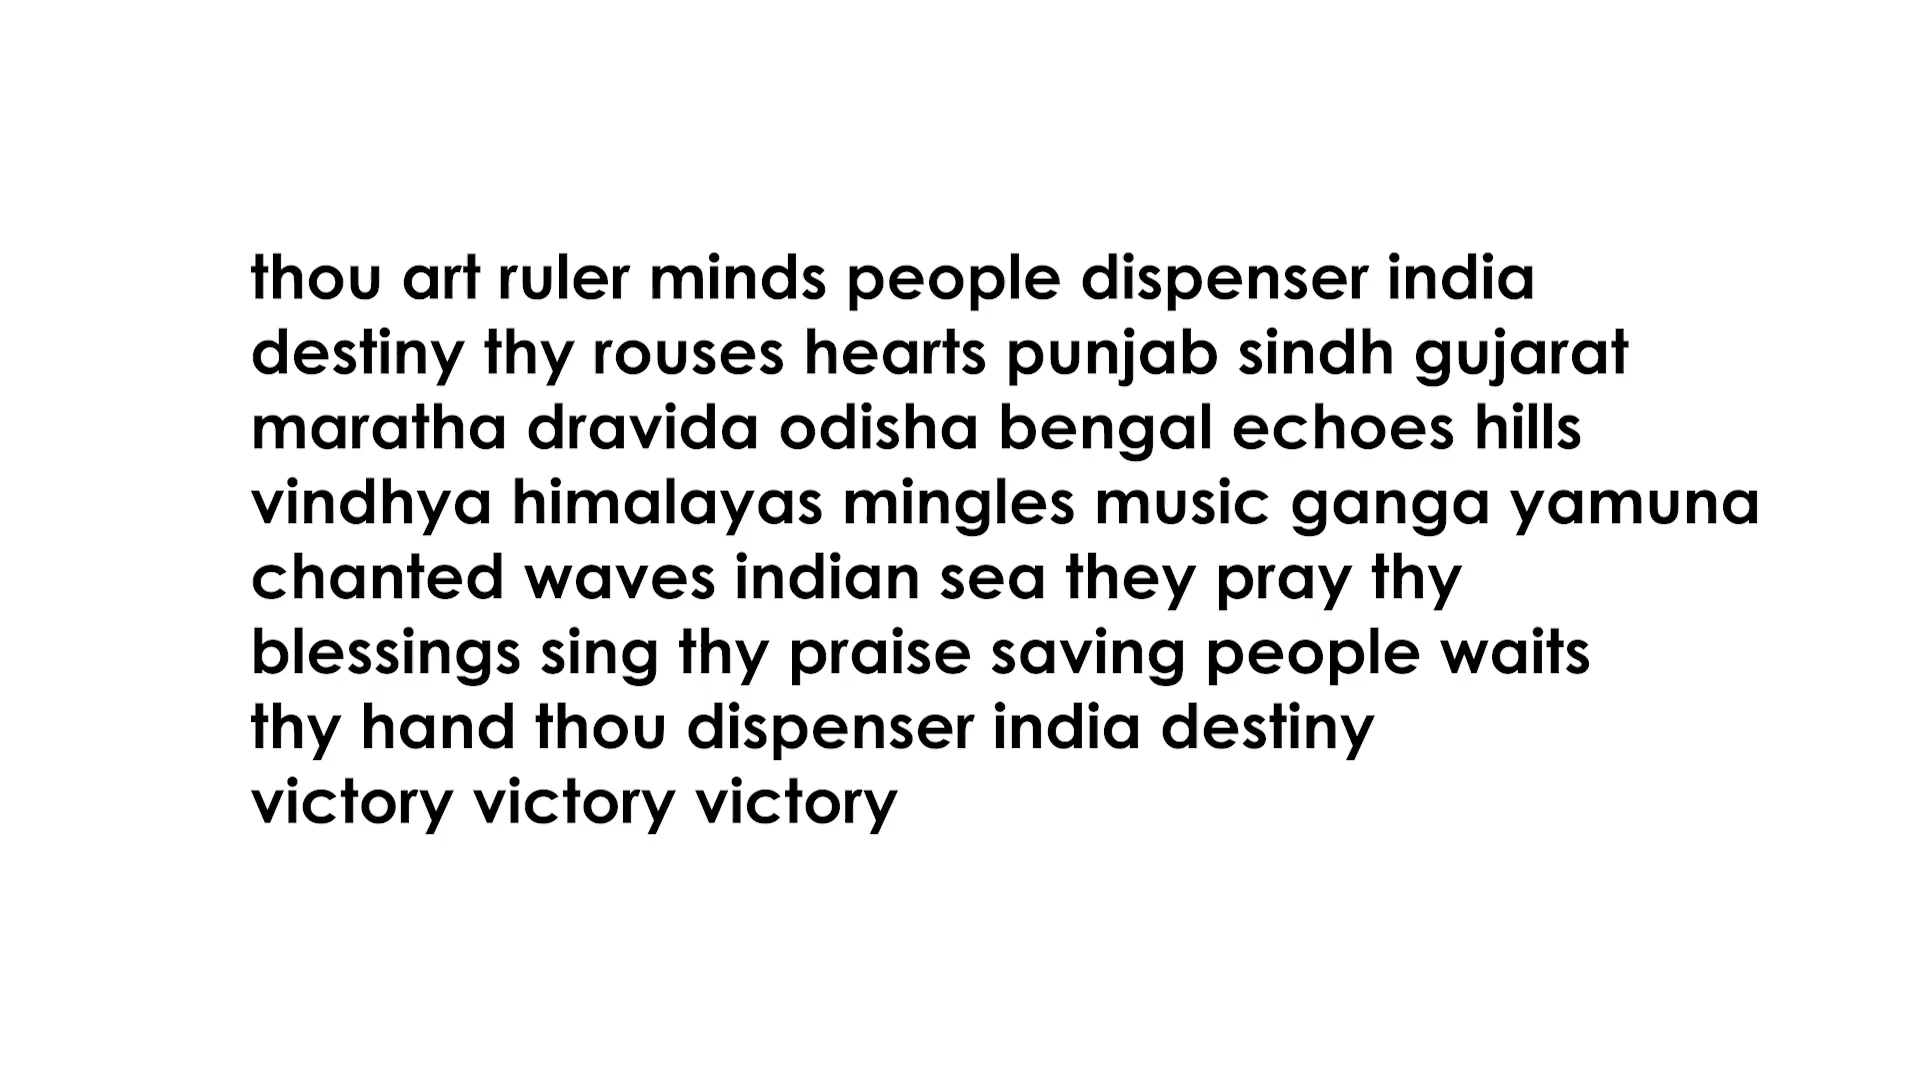 thou art ruler minds people dispenser india
destiny thy rouses hearts punjab sindh gujarat
maratha dravida odisha bengal echoes hills
vindhya himalayas mingles music ganga yamuna
chanted waves indian sea they pray thy
blessings sing thy praise saving people waits
thy hand thou dispenser india destiny
victory victory victory